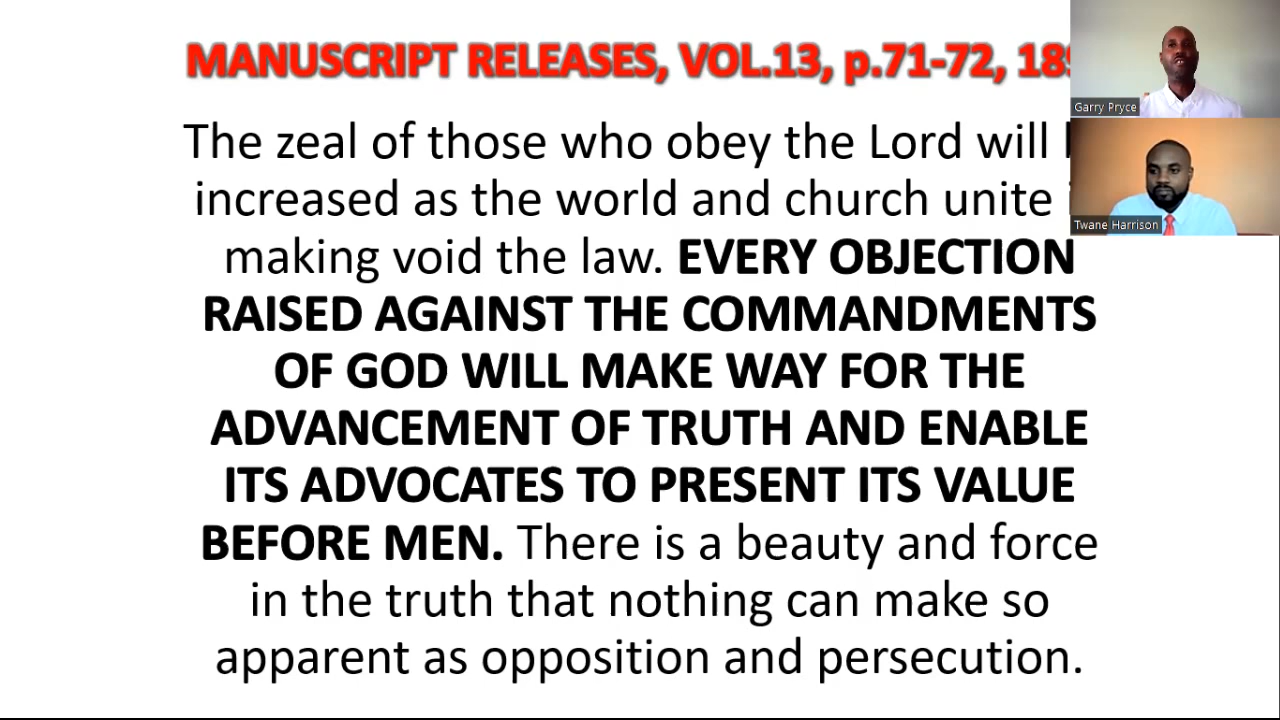 MANUSCRIPT RELEASES, VOL.13, p.71-72,
The zeal of those who obey the Lord will
increased as the world and church unite
making void the law. EVERY OBJECTION
RAISED AGAINST THE COMMANDMENTS
OF GOD WILL MAKE WAY FOR THE
ADVANCEMENT OF TRUTH AND ENABLE
ITS ADVOCATES TO PRESENT ITS VALUE
BEFORE MEN. There is a beauty and force
in the truth that nothing can make so
apparent as opposition and persecution.
Garry Pryce
Twane Harrison